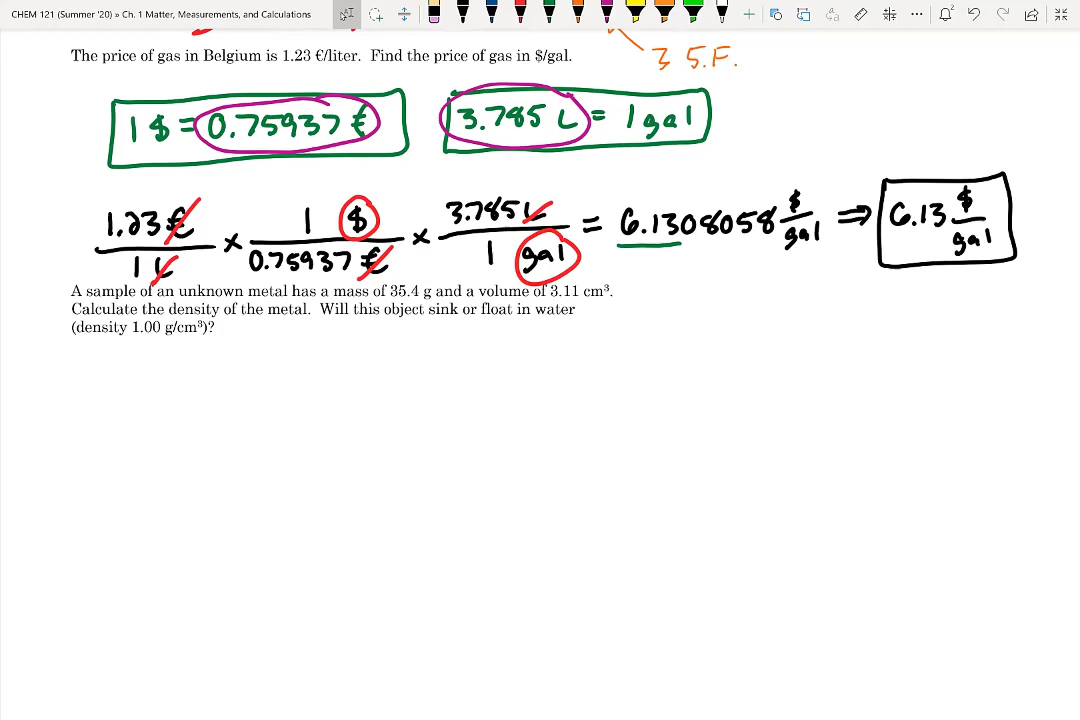 CHEM 121 (Summer '20) » Ch. 1 Matter, Measurements, and Calculations
The price of gas in Belgium is 1.23 €/liter.  Find the price of gas in $/gal.
3 S.F.
1 $ = 0.75937 €
3.785 L = 1 gal
1.23 € / 1 L × 1 $ / 0.75937 € × 3.785 L / 1 gal = 6.1308058 $/gal ⇒ 6.13 $/gal
A sample of an unknown metal has a mass of 35.4 g and a volume of 3.11 cm³.
Calculate the density of the metal.  Will this object sink or float in water
(density 1.00 g/cm³)?